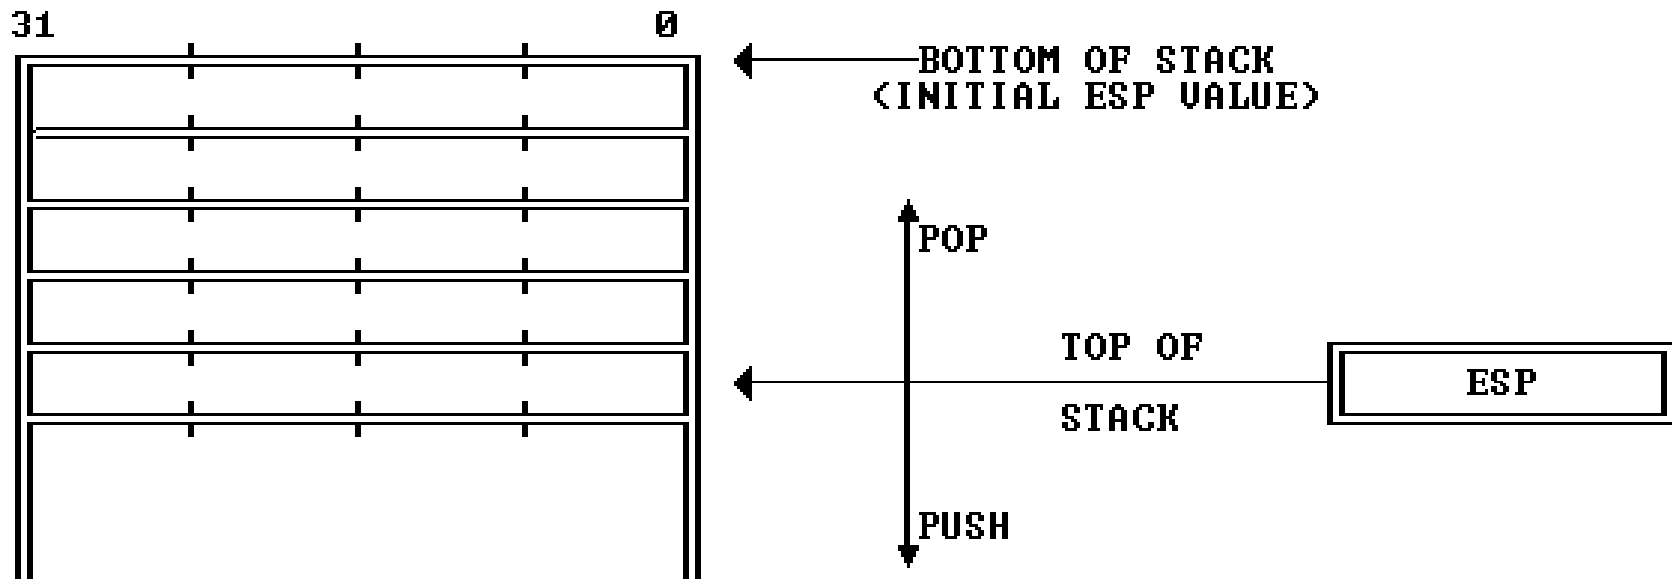 31 0
BOTTOM OF STACK
(INITIAL ESP VALUE)
POP
TOP OF
ESP
STACK
PUSH